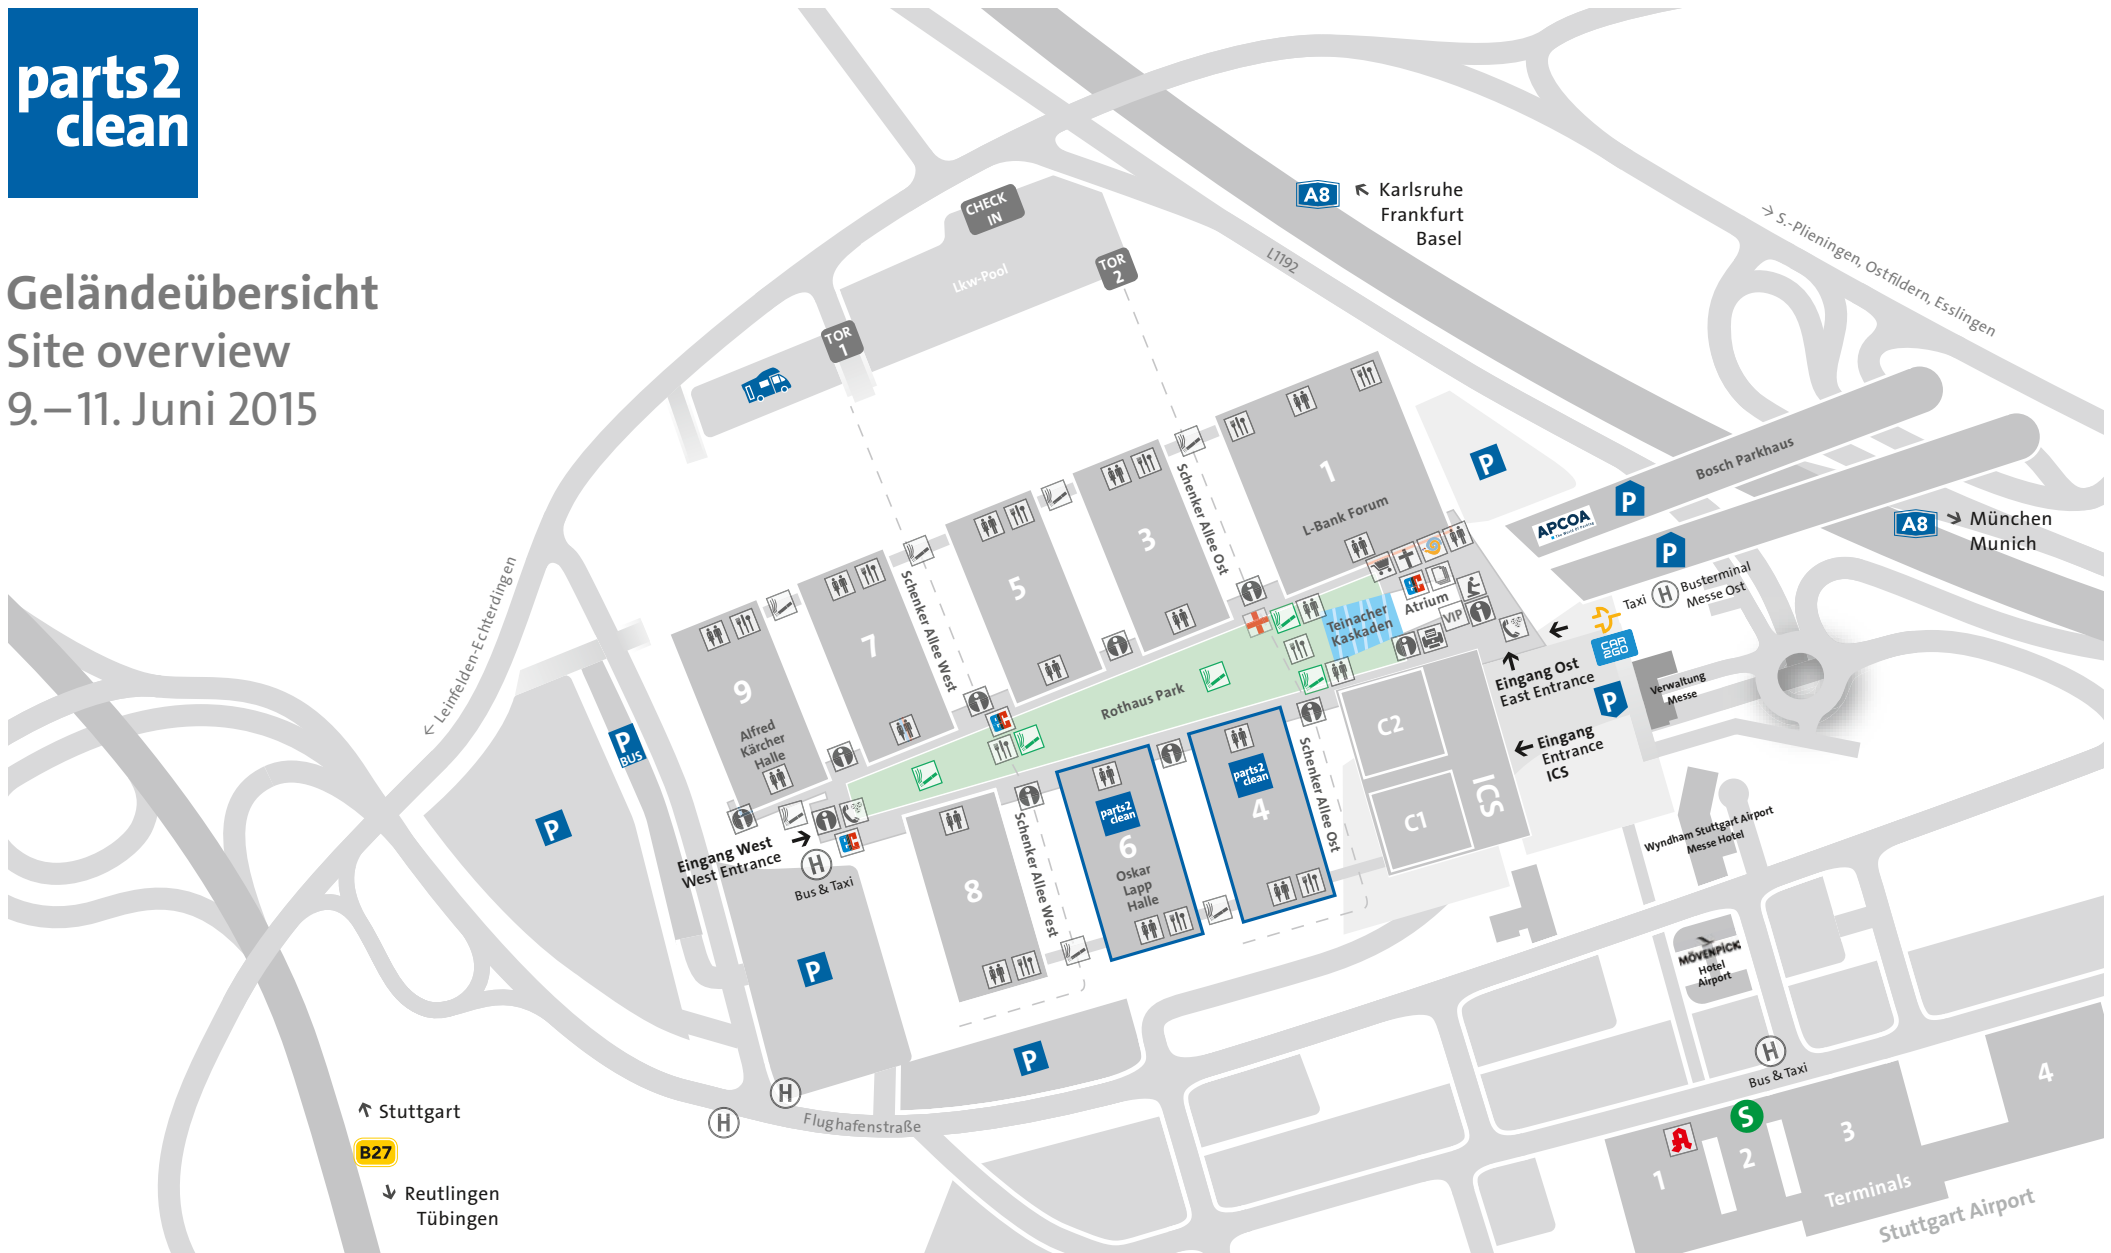 parts2
clean
Geländeübersicht
Site overview
9.–11. Juni 2015
CHECK
IN
TOR
2
TOR
1
Lkw-Pool
A8
Karlsruhe
Frankfurt
Basel
L1192
→ S.-Plieningen, Ostfildern, Esslingen
← Leinfelden-Echterdingen
Bosch Parkhaus
P
P
P
APCOA
A8
München
Munich
1
L-Bank Forum
3
5
7
9
Alfred
Kärcher
Halle
Schenker Allee Ost
Schenker Allee West
Teinacher
Kaskaden
Atrium
VIP
EC
Rothaus Park
EC
Taxi
H
Busterminal
Messe Ost
CAR
2GO
Eingang Ost
East Entrance
P
Verwaltung
Messe
Eingang
Entrance
ICS
C2
C1
ICS
Schenker Allee Ost
parts2
clean
4
parts2
clean
6
Oskar
Lapp
Halle
8
Schenker Allee West
Eingang West
West Entrance
EC
H
Bus & Taxi
P
BUS
P
P
P
Wyndham Stuttgart Airport
Messe Hotel
MÖVENPICK
Hotel
Airport
H
Bus & Taxi
S
H
H
Flughafenstraße
Stuttgart
B27
Reutlingen
Tübingen
1
2
3
4
Terminals
Stuttgart Airport